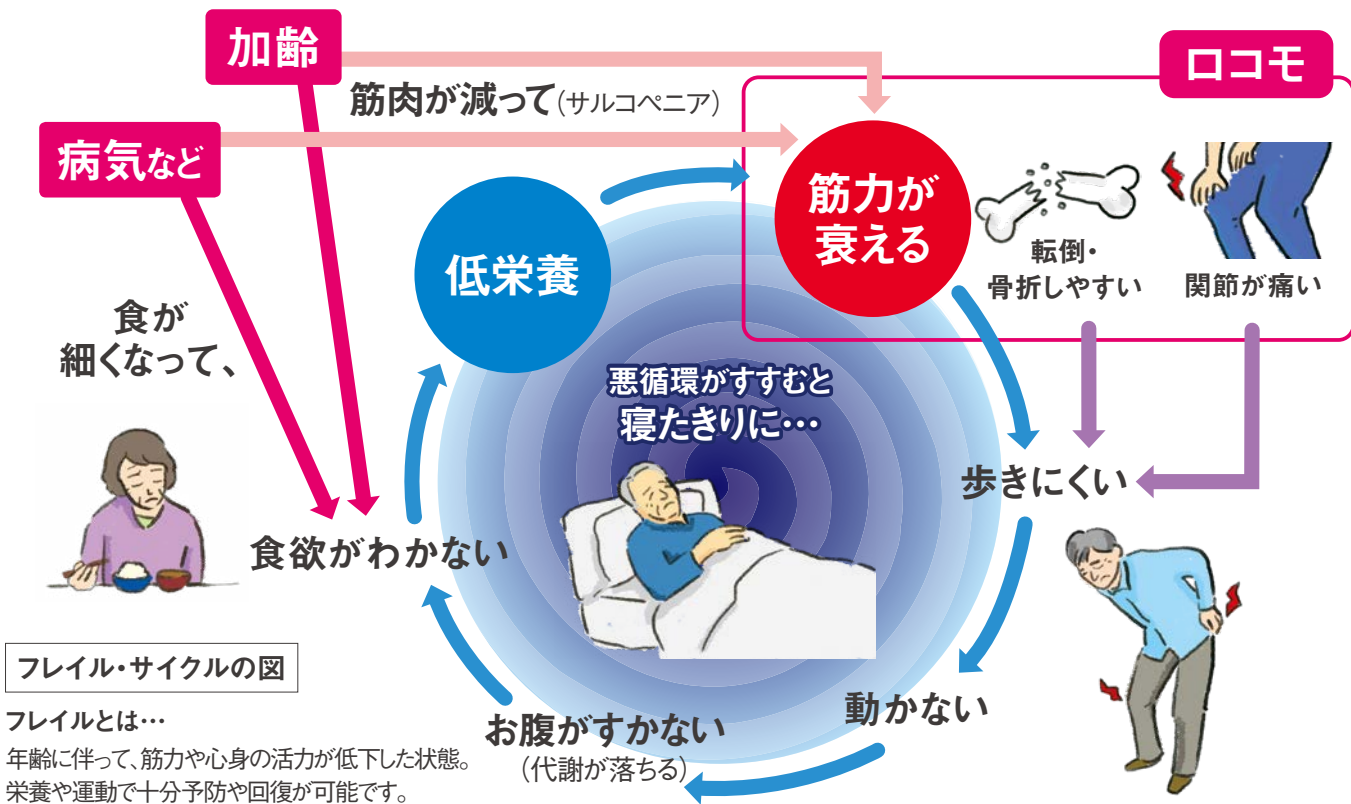 加齢
ロコモ
筋肉が減って(サルコペニア)
病気など
筋力が
衰える
転倒・
骨折しやすい
関節が痛い
低栄養
食が
細くなって、
悪循環がすすむと
寝たきりに…
歩きにくい
食欲がわかない
動かない
お腹がすかない
(代謝が落ちる)
フレイル・サイクルの図
フレイルとは…
年齢に伴って、筋力や心身の活力が低下した状態。
栄養や運動で十分予防や回復が可能です。